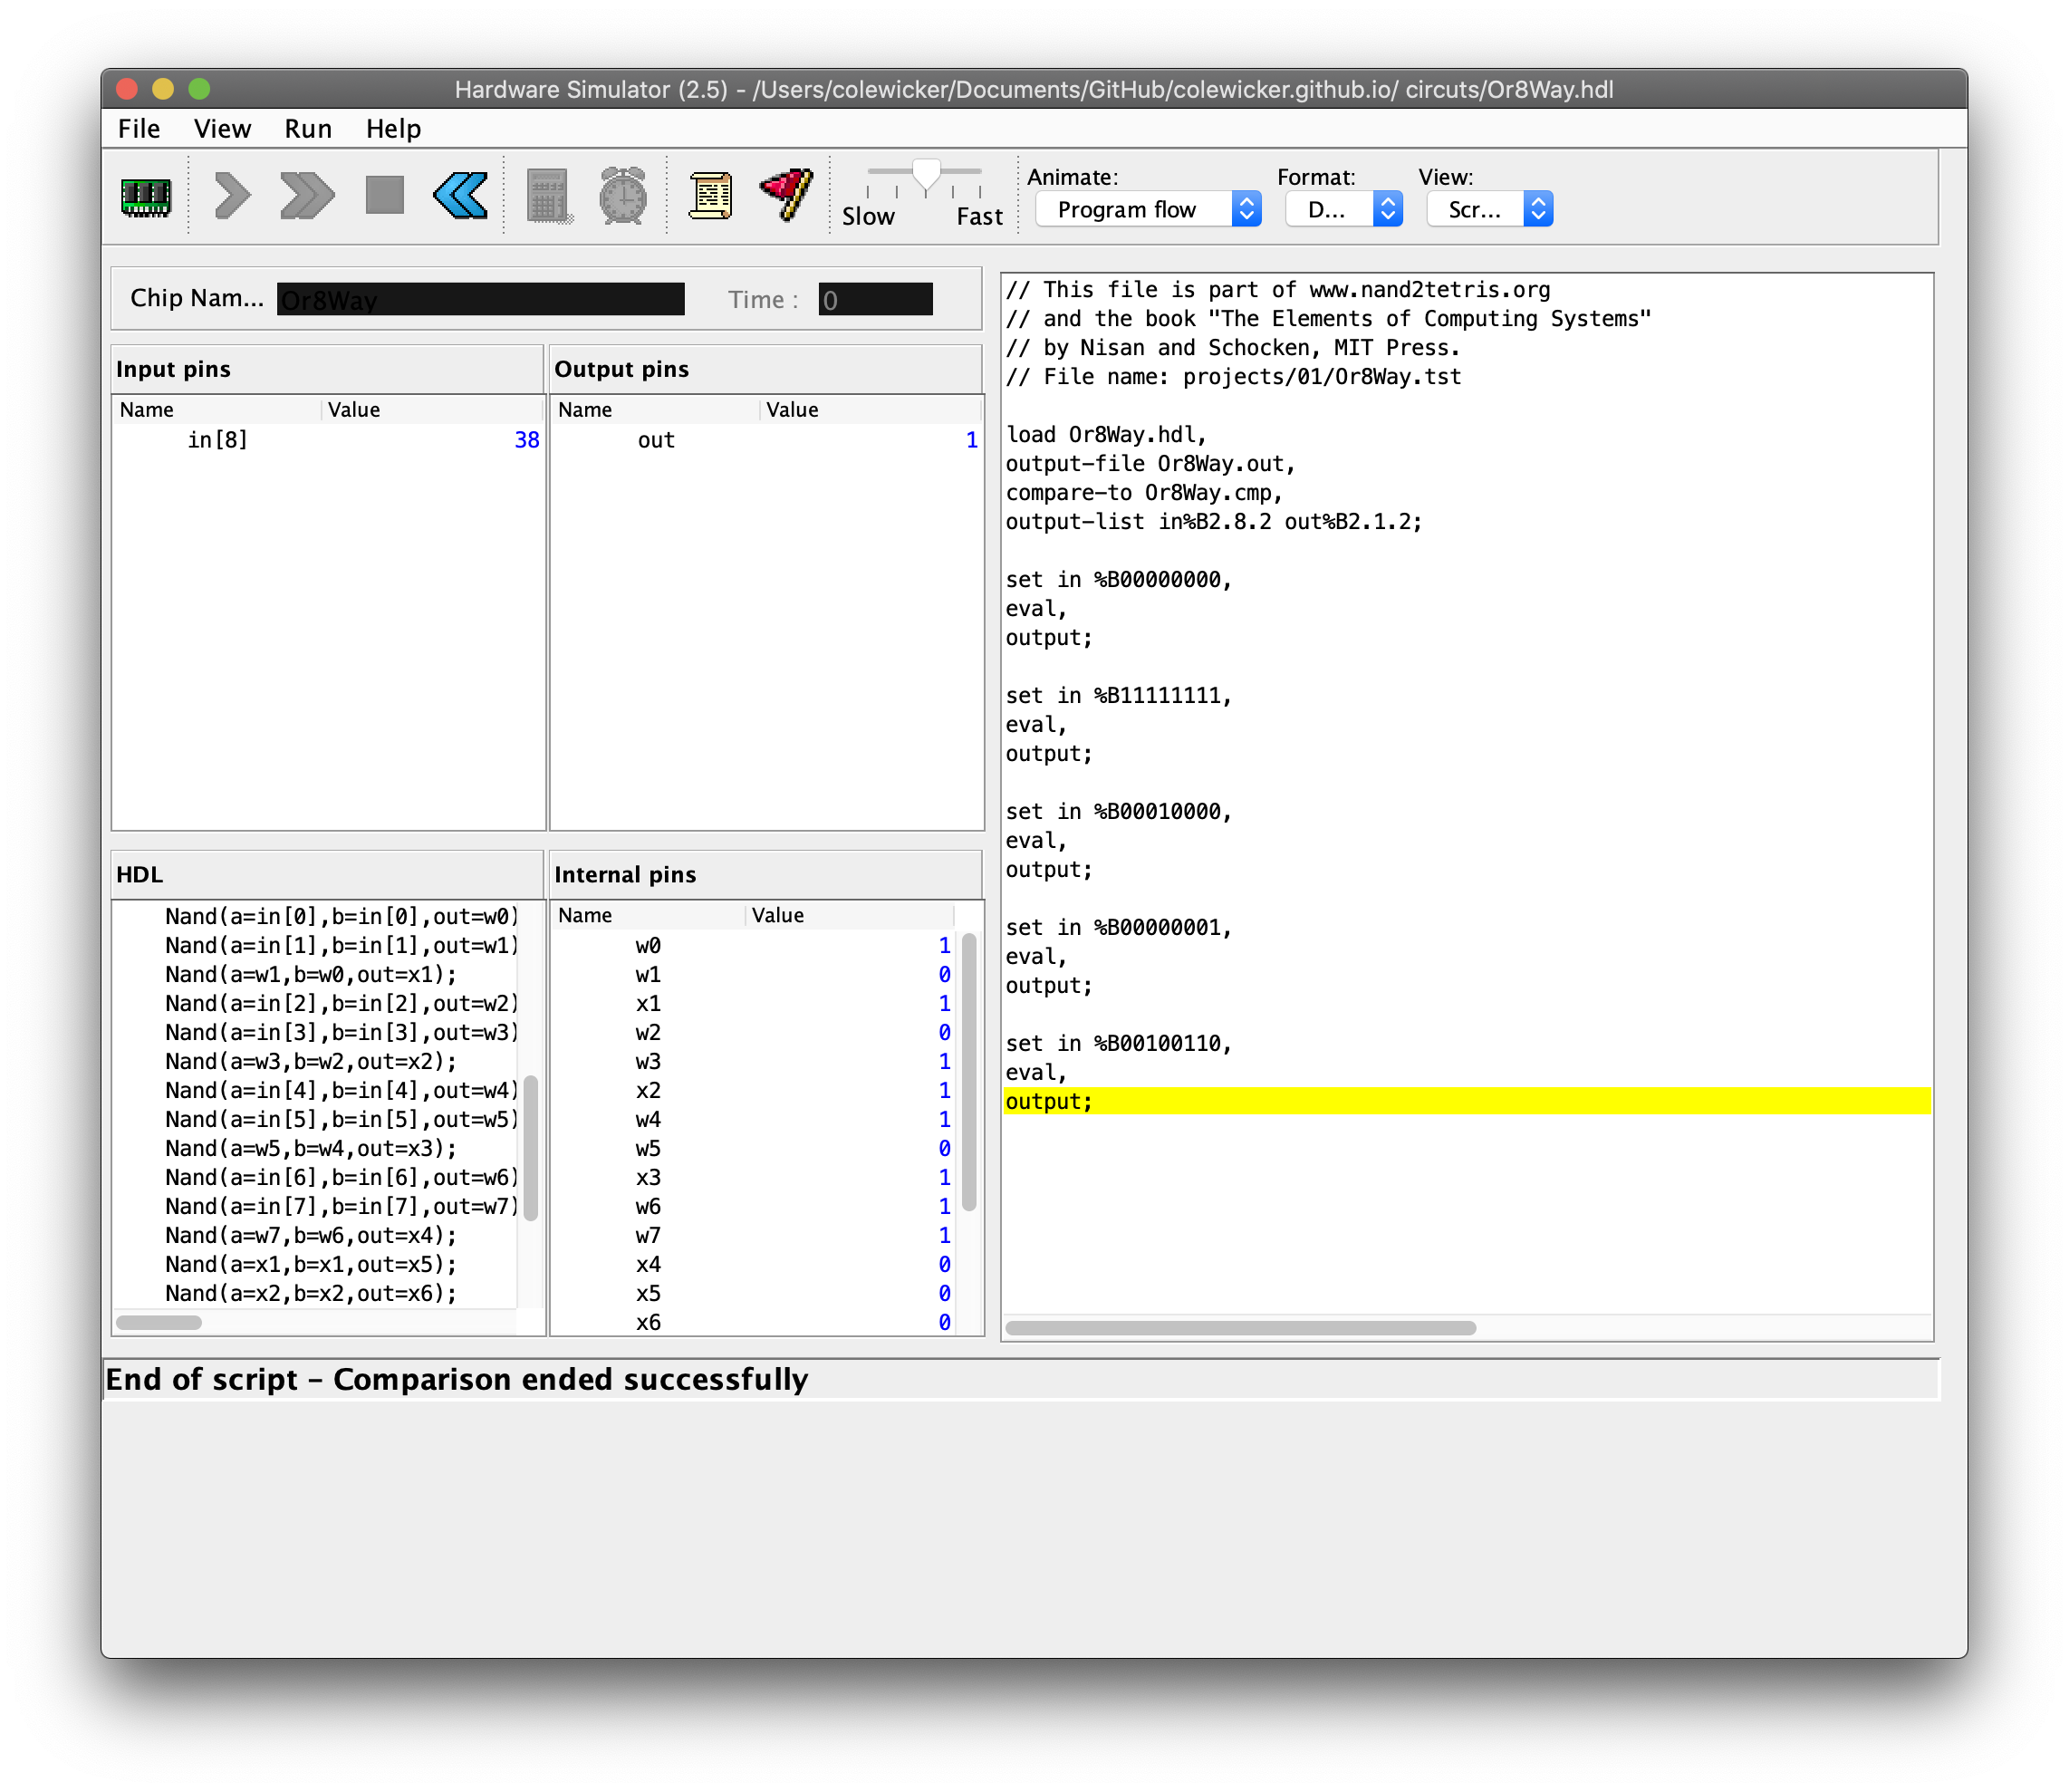 Hardware Simulator (2.5) - /Users/colewicker/Documents/GitHub/colewicker.github.io/ circuts/Or8Way.hdl
File View Run Help
Slow Fast
Animate: Format: View:
Program flow D... Scr...
Chip Nam... Or8Way Time : 0
Input pins
Name Value
in[8] 38
Output pins
Name Value
out 1
HDL
Nand(a=in[0],b=in[0],out=w0)
Nand(a=in[1],b=in[1],out=w1)
Nand(a=w1,b=w0,out=x1);
Nand(a=in[2],b=in[2],out=w2)
Nand(a=in[3],b=in[3],out=w3)
Nand(a=w3,b=w2,out=x2);
Nand(a=in[4],b=in[4],out=w4)
Nand(a=in[5],b=in[5],out=w5)
Nand(a=w5,b=w4,out=x3);
Nand(a=in[6],b=in[6],out=w6)
Nand(a=in[7],b=in[7],out=w7)
Nand(a=w7,b=w6,out=x4);
Nand(a=x1,b=x1,out=x5);
Nand(a=x2,b=x2,out=x6);
Internal pins
Name Value
w0 1
w1 0
x1 1
w2 0
w3 1
x2 1
w4 1
w5 0
x3 1
w6 1
w7 1
x4 0
x5 0
x6 0
// This file is part of www.nand2tetris.org
// and the book "The Elements of Computing Systems"
// by Nisan and Schocken, MIT Press.
// File name: projects/01/Or8Way.tst
load Or8Way.hdl,
output-file Or8Way.out,
compare-to Or8Way.cmp,
output-list in%B2.8.2 out%B2.1.2;
set in %B00000000,
eval,
output;
set in %B11111111,
eval,
output;
set in %B00010000,
eval,
output;
set in %B00000001,
eval,
output;
set in %B00100110,
eval,
output;
End of script - Comparison ended successfully